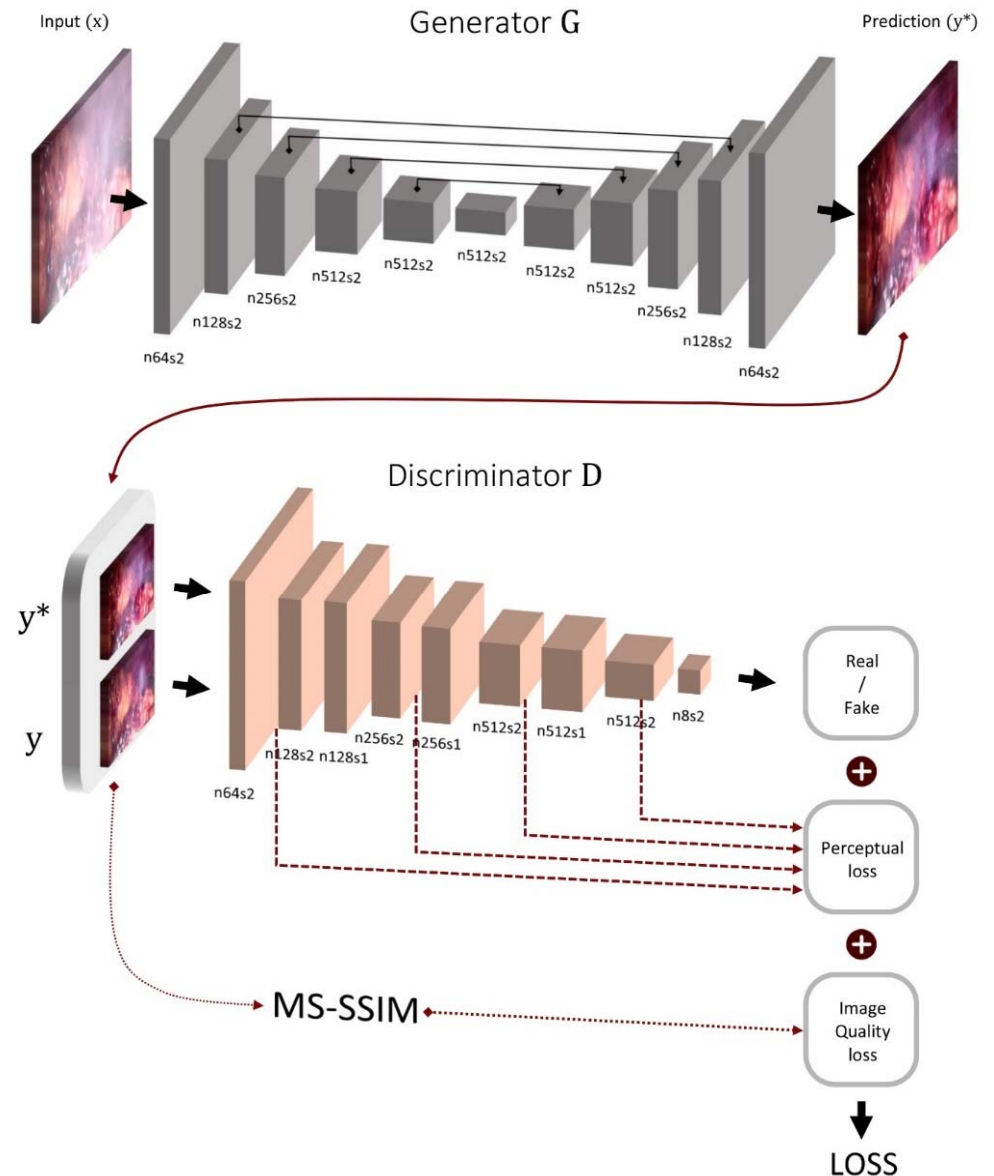 Input (x)
Generator G
Prediction (y*)
n64s2
n128s2
n256s2
n512s2
n512s2
n512s2
n512s2
n512s2
n256s2
n128s2
n64s2
Discriminator D
y*
y
n64s2
n128s2
n128s1
n256s2
n256s1
n512s2
n512s1
n512s2
n8s2
Real
/
Fake
+
Perceptual
loss
+
MS-SSIM
Image
Quality
loss
LOSS